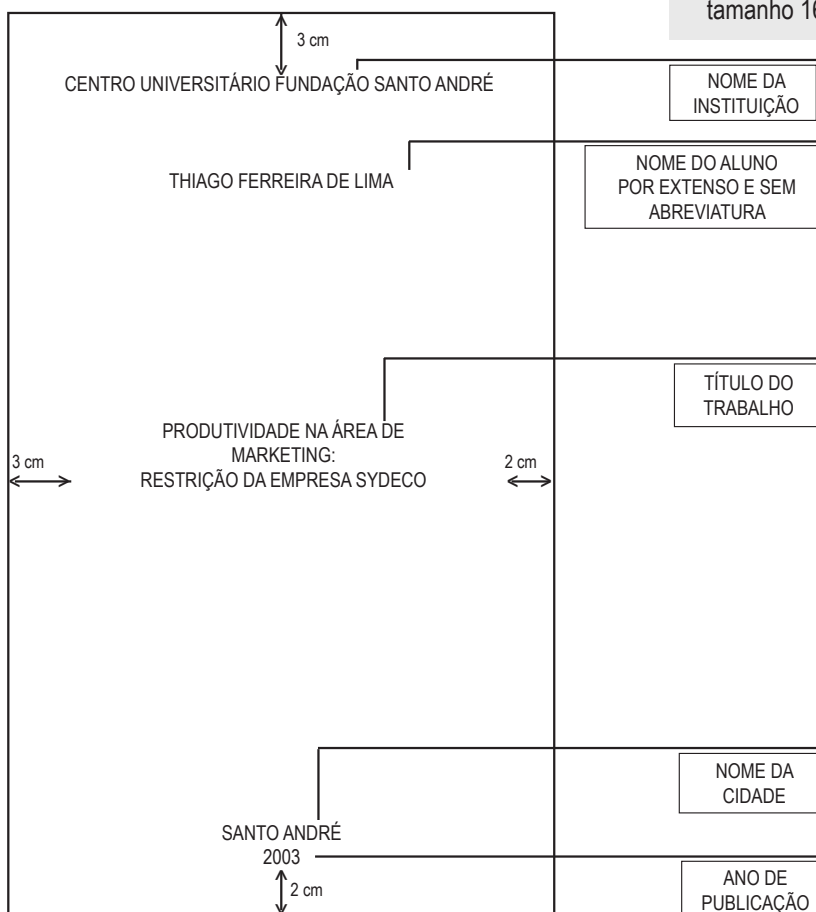 tamanho 16
3 cm
CENTRO UNIVERSITÁRIO FUNDAÇÃO SANTO ANDRÉ
NOME DA
INSTITUIÇÃO
THIAGO FERREIRA DE LIMA
NOME DO ALUNO
POR EXTENSO E SEM
ABREVIATURA
TÍTULO DO
TRABALHO
PRODUTIVIDADE NA ÁREA DE
MARKETING:
RESTRIÇÃO DA EMPRESA SYDECO
3 cm
2 cm
NOME DA
CIDADE
SANTO ANDRÉ
2003
2 cm
ANO DE
PUBLICAÇÃO